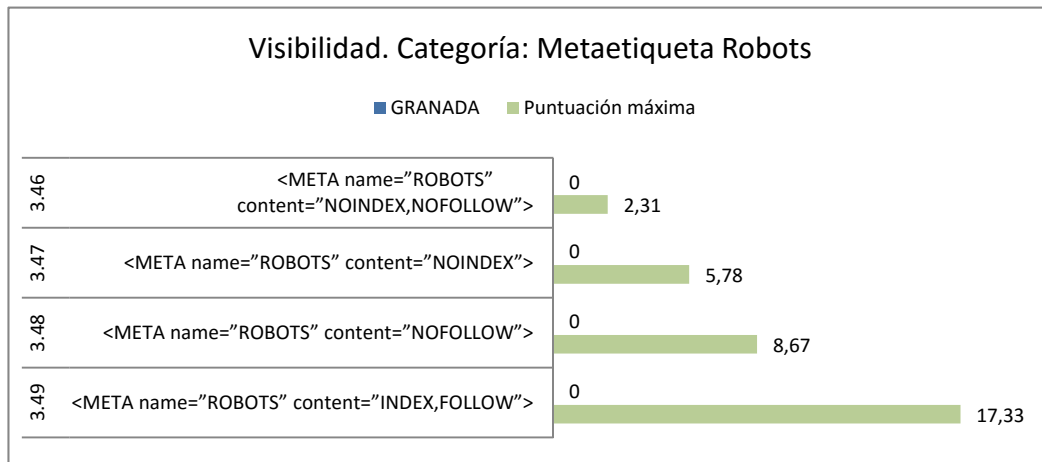 Visibilidad. Categoría: Metaetiqueta Robots
GRANADA Puntuación máxima
3.46 <META name=”ROBOTS” content=”NOINDEX,NOFOLLOW”> 0 2,31
3.47 <META name=”ROBOTS” content=”NOINDEX”> 0 5,78
3.48 <META name=”ROBOTS” content=”NOFOLLOW”> 0 8,67
3.49 <META name=”ROBOTS” content=”INDEX,FOLLOW”> 0 17,33